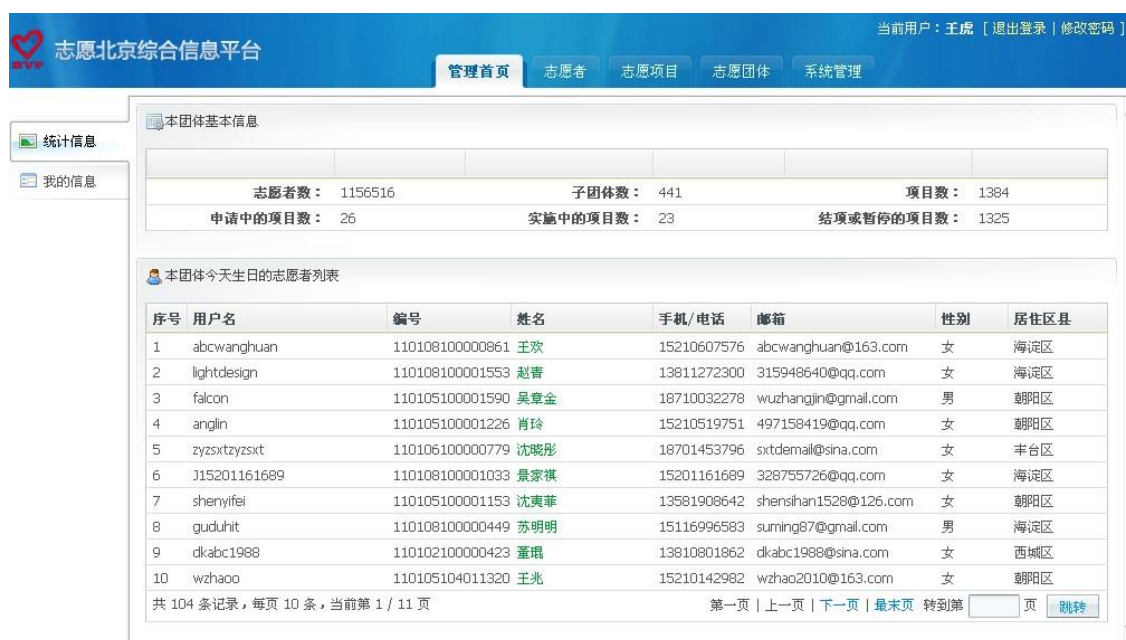 当前用户：王虎 [ 退出登录 | 修改密码 ]
BVF 志愿北京综合信息平台
管理首页 志愿者 志愿项目 志愿团体 系统管理
统计信息
我的信息
本团体基本信息
志愿者数： 1156516 子团体数： 441 项目数： 1384
申请中的项目数： 26 实施中的项目数： 23 结项或暂停的项目数： 1325
本团体今天生日的志愿者列表
序号 用户名 编号 姓名 手机/电话 邮箱 性别 居住区县
1 abcwanghuan 110108100000861 王欢 15210607576 abcwanghuan@163.com 女 海淀区
2 lightdesign 110108100001553 赵青 13811272300 315948640@qq.com 女 海淀区
3 falcon 110105100001590 吴章金 18710032278 wuzhangjin@gmail.com 男 朝阳区
4 anglin 110105100001226 肖玲 15210519751 497158419@qq.com 女 朝阳区
5 zyzsxtzyzsxt 110106100000779 沈晓彤 18701453796 sxtdemail@sina.com 女 丰台区
6 J15201161689 110108100001033 景家祺 15201161689 328755726@qq.com 女 海淀区
7 shenyifei 110105100001153 沈夷菲 13581908642 shensihan1528@126.com 女 朝阳区
8 guduhit 110108100000449 苏明明 15116996583 suming87@gmail.com 男 海淀区
9 dkabc1988 110102100000423 董琨 13810801862 dkabc1988@sina.com 女 西城区
10 wzhaoo 110105104011320 王兆 15210142982 wzhao2010@163.com 女 朝阳区
共 104 条记录，每页 10 条，当前第 1 / 11 页 第一页 | 上一页 | 下一页 | 最末页 转到第 页 跳转